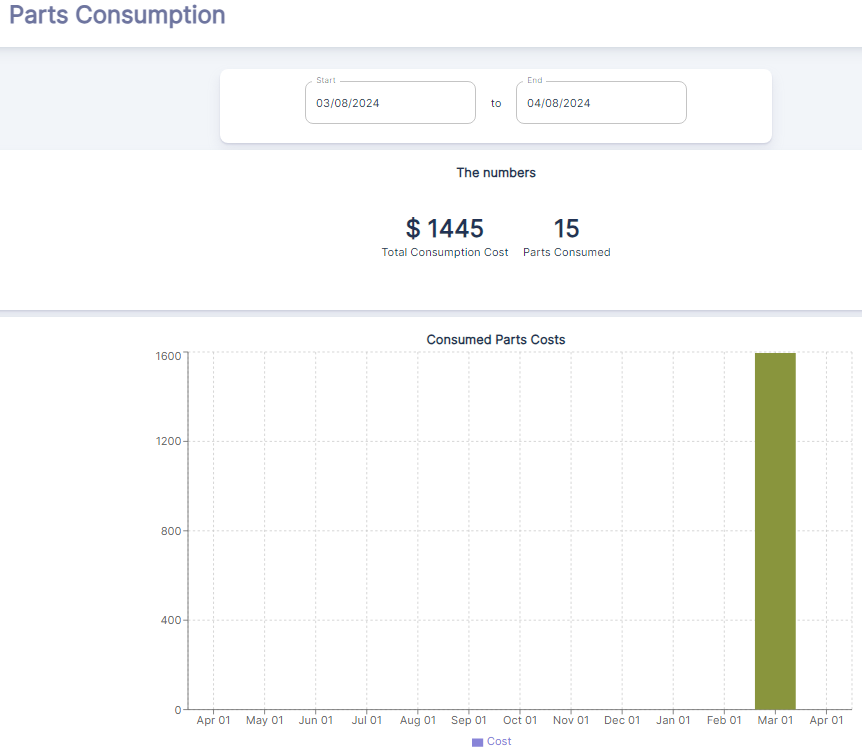 Parts Consumption
Start
End
03/08/2024 to 04/08/2024
The numbers
$ 1445 15
Total Consumption Cost Parts Consumed
Consumed Parts Costs
1600
1200
800
400
0
Apr 01 May 01 Jun 01 Jul 01 Aug 01 Sep 01 Oct 01 Nov 01 Dec 01 Jan 01 Feb 01 Mar 01 Apr 01
Cost